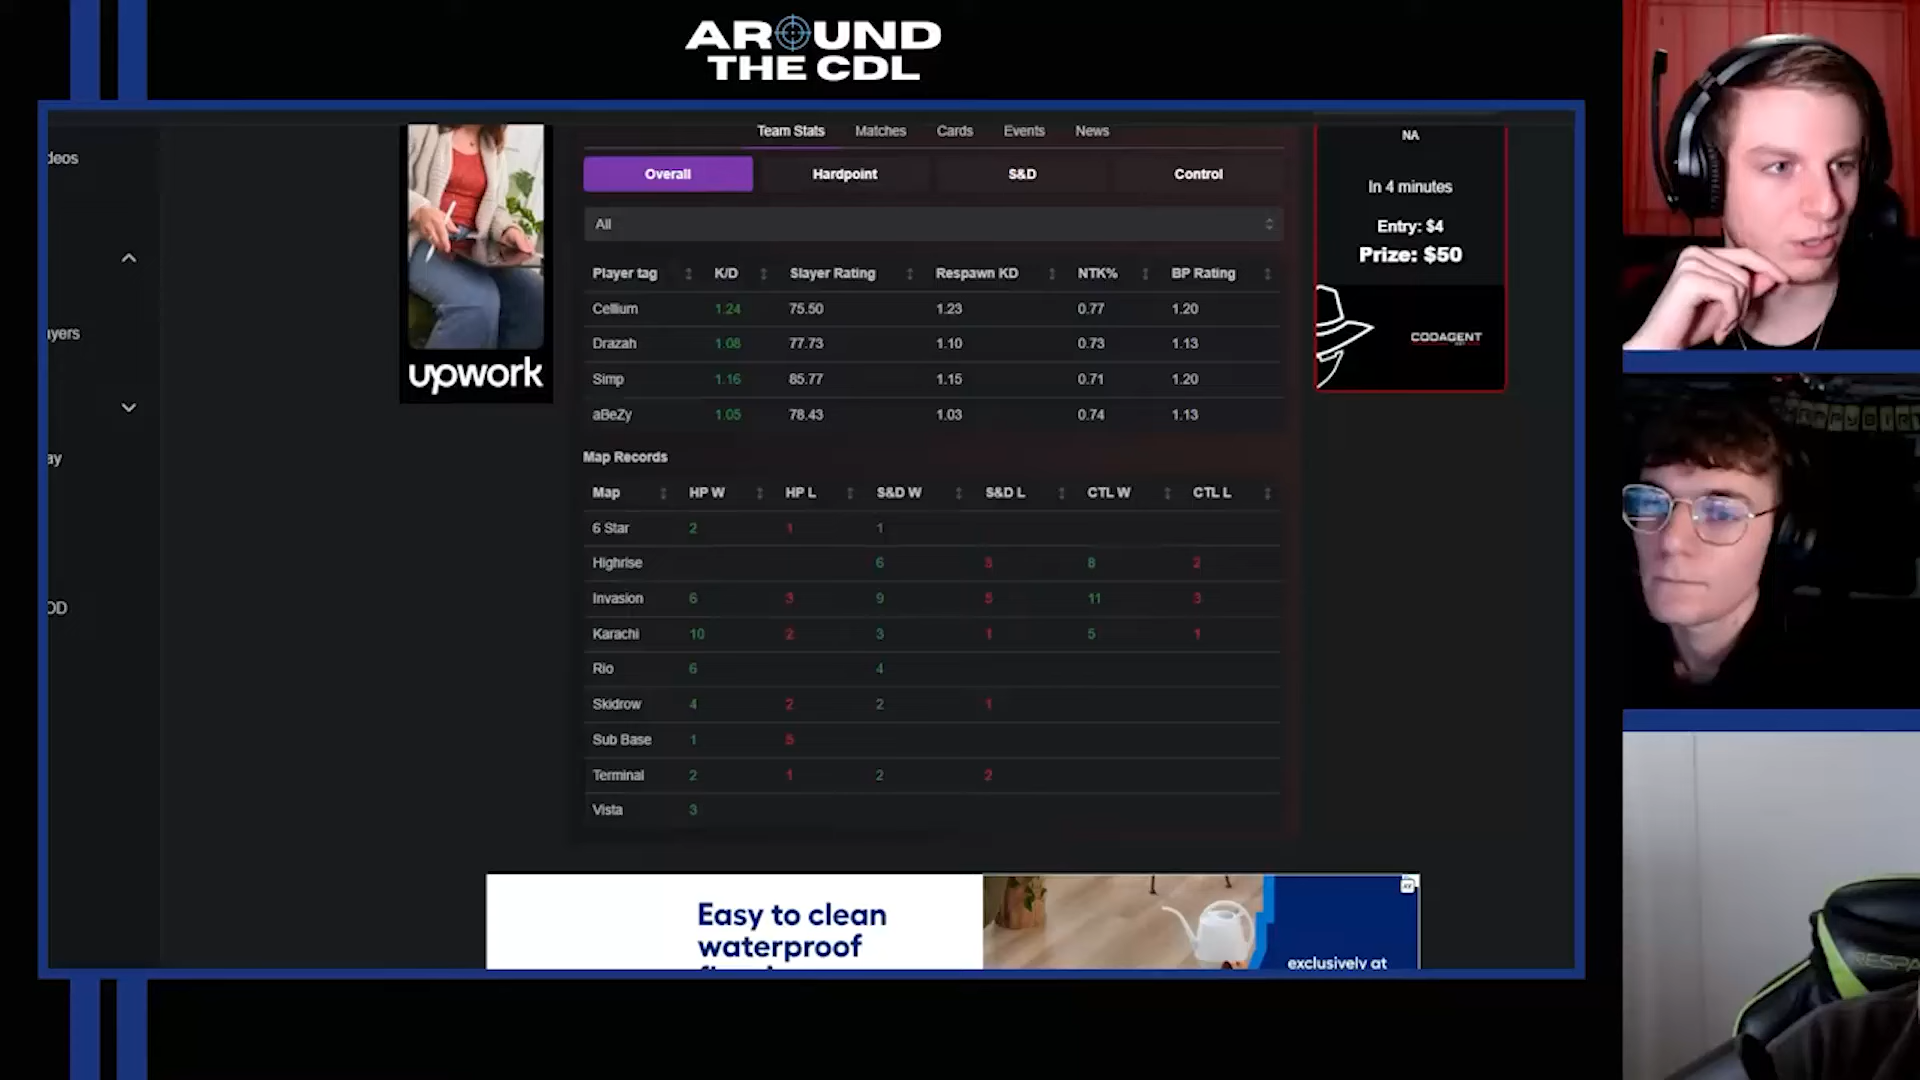 AROUND
THE CDL
deos
yers
ay
OD
upwork
Team Stats Matches Cards Events News
Overall Hardpoint S&D Control
All
Player tag K/D Slayer Rating Respawn KD NTK% BP Rating
Cellium 1.24 75.50 1.23 0.77 1.20
Drazah 1.08 77.73 1.10 0.73 1.13
Simp 1.16 85.77 1.15 0.71 1.20
aBeZy 1.05 78.43 1.03 0.74 1.13
Map Records
Map HP W HP L S&D W S&D L CTL W CTL L
6 Star 2 1 1
Highrise 6 3 8 2
Invasion 6 3 9 5 11 3
Karachi 10 2 3 1 5 1
Rio 6 4
Skidrow 4 2 2 1
Sub Base 1 5
Terminal 2 1 2 2
Vista 3
NA
In 4 minutes
Entry: $4
Prize: $50
CODAGENT
Easy to clean
waterproof
exclusively at
RESPA